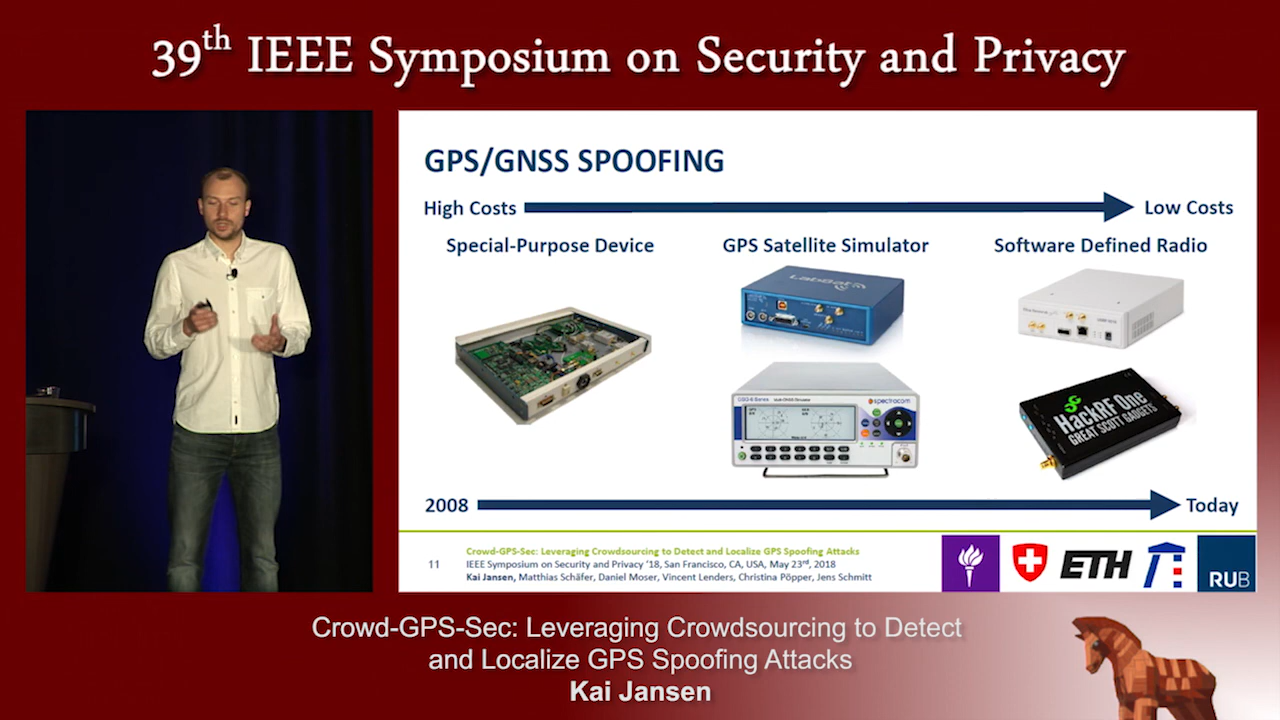 39th IEEE Symposium on Security and Privacy
GPS/GNSS SPOOFING
High Costs
Low Costs
Special-Purpose Device
GPS Satellite Simulator
Software Defined Radio
LabSat
spectracom
HackRF One
GREAT SCOTT GADGETS
2008
Today
11
Crowd-GPS-Sec: Leveraging Crowdsourcing to Detect and Localize GPS Spoofing Attacks
IEEE Symposium on Security and Privacy '18, San Francisco, CA, USA, May 23rd, 2018
Kai Jansen, Matthias Schäfer, Daniel Moser, Vincent Lenders, Christina Pöpper, Jens Schmitt
ETH
RUB
Crowd-GPS-Sec: Leveraging Crowdsourcing to Detect
and Localize GPS Spoofing Attacks
Kai Jansen